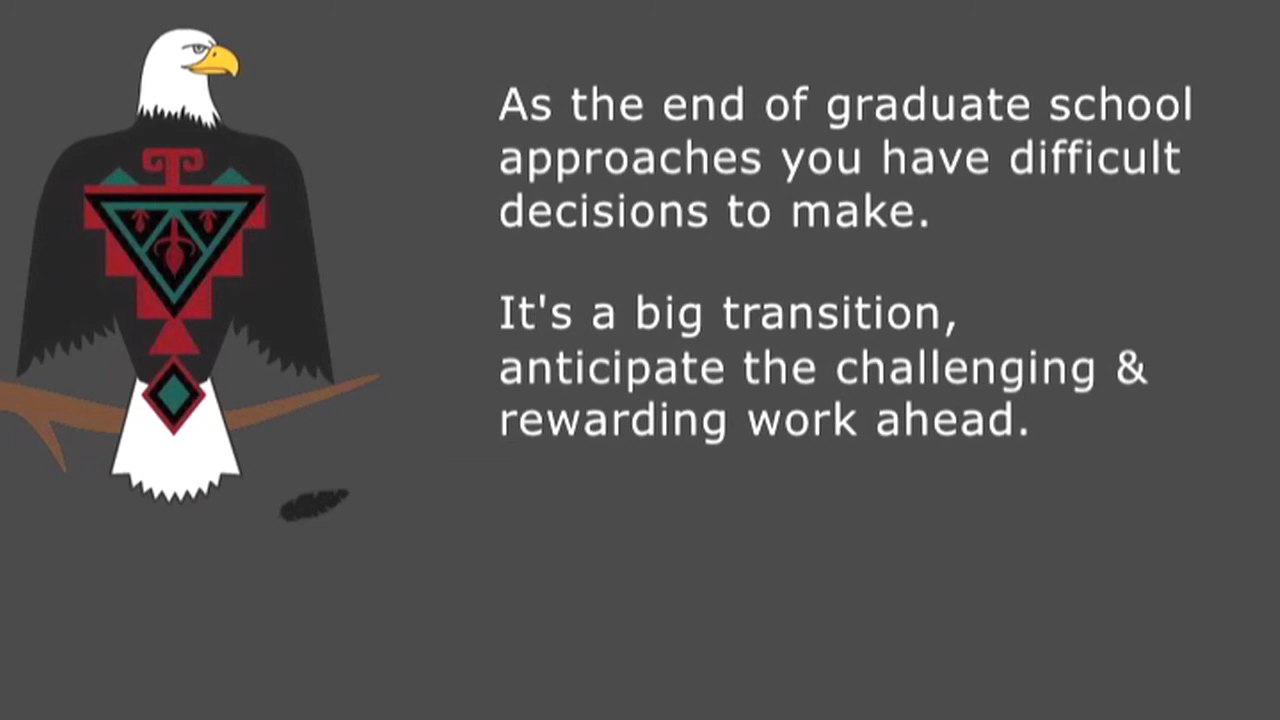 As the end of graduate school
approaches you have difficult
decisions to make.
It's a big transition,
anticipate the challenging &
rewarding work ahead.